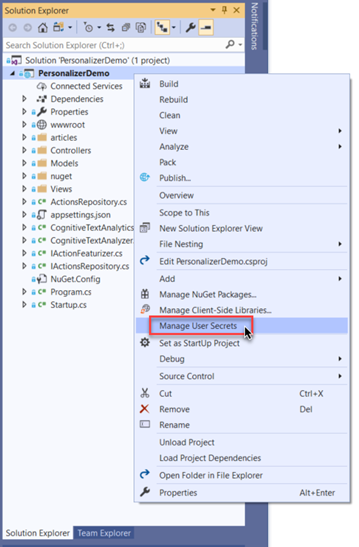 Solution Explorer
Search Solution Explorer (Ctrl+;)
Solution 'PersonalizerDemo' (1 project)
PersonalizerDemo
Connected Services
Dependencies
Properties
wwwroot
articles
Controllers
Models
nuget
Views
ActionsRepository.cs
appsettings.json
CognitiveTextAnalytics
CognitiveTextAnalyzer
IActionFeaturizer.cs
IActionsRepository.cs
NuGet.Config
Program.cs
Startup.cs
Build
Rebuild
Clean
View
Analyze
Pack
Publish...
Overview
Scope to This
New Solution Explorer View
File Nesting
Edit PersonalizerDemo.csproj
Add
Manage NuGet Packages...
Manage Client-Side Libraries...
Manage User Secrets
Set as StartUp Project
Debug
Source Control
Cut Ctrl+X
Remove Del
Rename
Unload Project
Load Project Dependencies
Open Folder in File Explorer
Properties Alt+Enter
Solution Explorer Team Explorer
Notifications